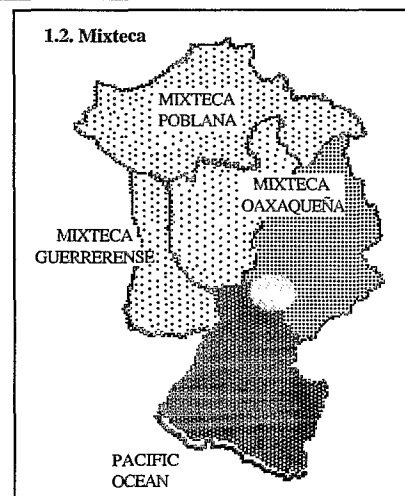 1.2. Mixteca
MIXTECA
POBLANA
MIXTECA
OAXAQUEÑA
MIXTECA
GUERRERENSE
PACIFIC
OCEAN